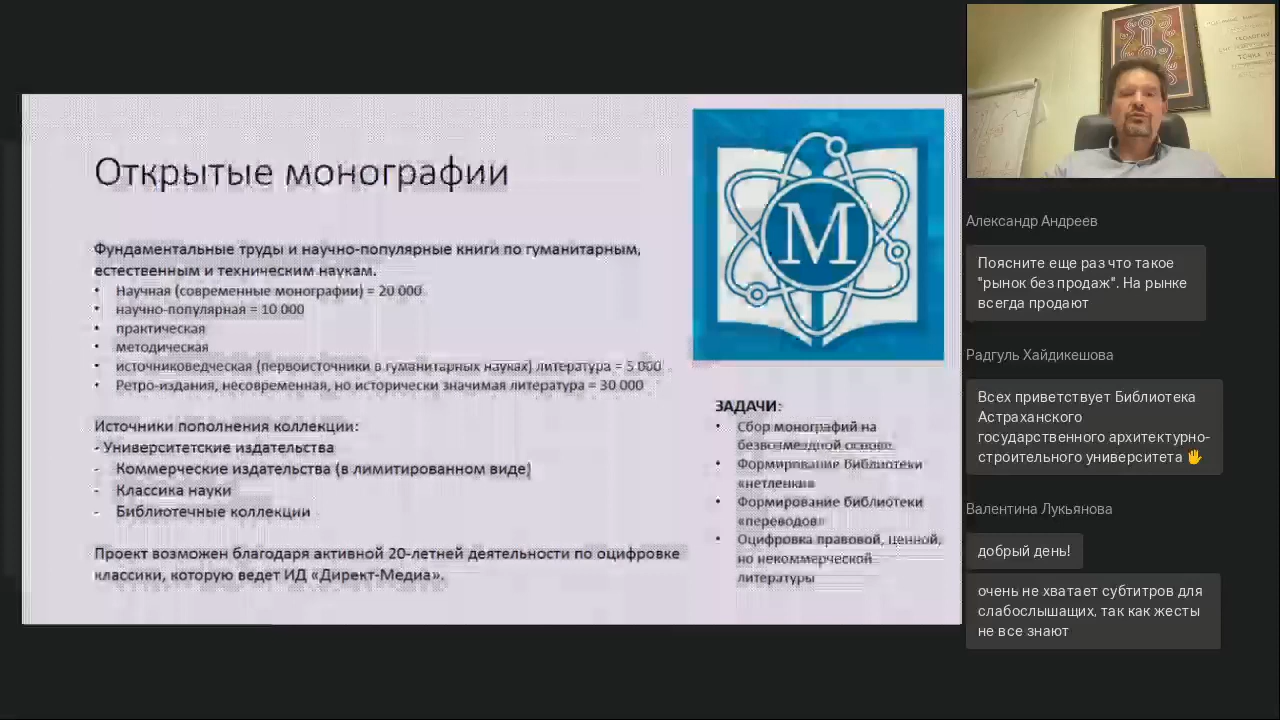 Открытые монографии
Фундаментальные труды и научно-популярные книги по гуманитарным,
естественным и техническим наукам.
• Научная (современные монографии) = 20 000
• научно-популярная = 10 000
• практическая
• методическая
• источниковедческая (первоисточники в гуманитарных науках) литература = 5 000
• Ретро-издания, несовременная, но исторически значимая литература = 30 000
Источники пополнения коллекции:
- Университетские издательства
- Коммерческие издательства (в лимитированном виде)
- Классика науки
- Библиотечные коллекции
Проект возможен благодаря активной 20-летней деятельности по оцифровке
классики, которую ведет ИД «Директ-Медиа».
М
ЗАДАЧИ:
• Сбор монографий на
безвозмездной основе
• Формирование Библиотеки
«нетленки»
• Формирование библиотеки
«переводов»
• Оцифровка правовой, ценной,
но некоммерческой
литературы
Александр Андреев
Поясните еще раз что такое
"рынок без продаж". На рынке
всегда продают
Радгуль Хайдикешова
Всех приветствует Библиотека
Астраханского
государственного архитектурно-
строительного университета 🖐
Валентина Лукьянова
добрый день!
очень не хватает субтитров для
слабослышащих, так как жесты
не все знают